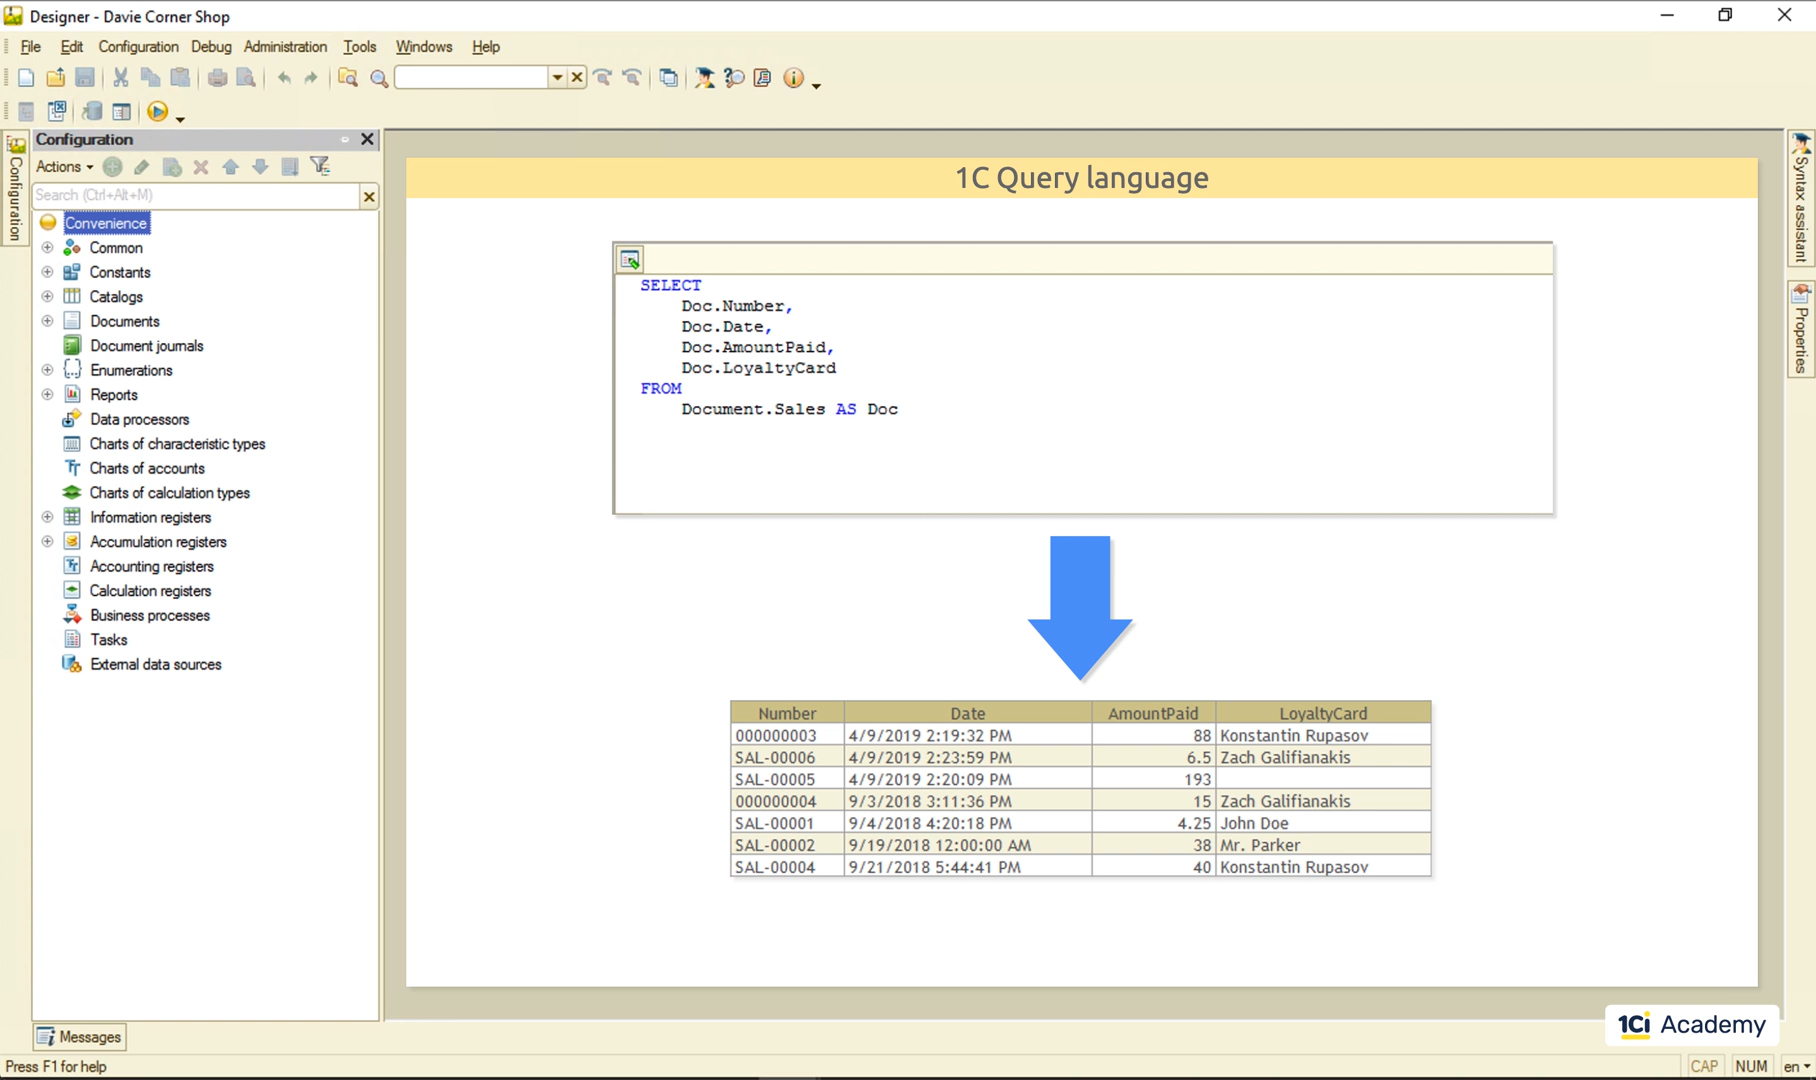 Designer - Davie Corner Shop
File Edit Configuration Debug Administration Tools Windows Help
Configuration
Configuration
Actions
Search (Ctrl+Alt+M)
Convenience
Common
Constants
Catalogs
Documents
Document journals
Enumerations
Reports
Data processors
Charts of characteristic types
Charts of accounts
Charts of calculation types
Information registers
Accumulation registers
Accounting registers
Calculation registers
Business processes
Tasks
External data sources
1C Query language
SELECT
Doc.Number,
Doc.Date,
Doc.AmountPaid,
Doc.LoyaltyCard
FROM
Document.Sales AS Doc
Number Date AmountPaid LoyaltyCard
000000003 4/9/2019 2:19:32 PM 88 Konstantin Rupasov
SAL-00006 4/9/2019 2:23:59 PM 6.5 Zach Galifianakis
SAL-00005 4/9/2019 2:20:09 PM 193
000000004 9/3/2018 3:11:36 PM 15 Zach Galifianakis
SAL-00001 9/4/2018 4:20:18 PM 4.25 John Doe
SAL-00002 9/19/2018 12:00:00 AM 38 Mr. Parker
SAL-00004 9/21/2018 5:44:41 PM 40 Konstantin Rupasov
Syntax assistant
Properties
1Ci Academy
Messages
Press F1 for help
CAP NUM en